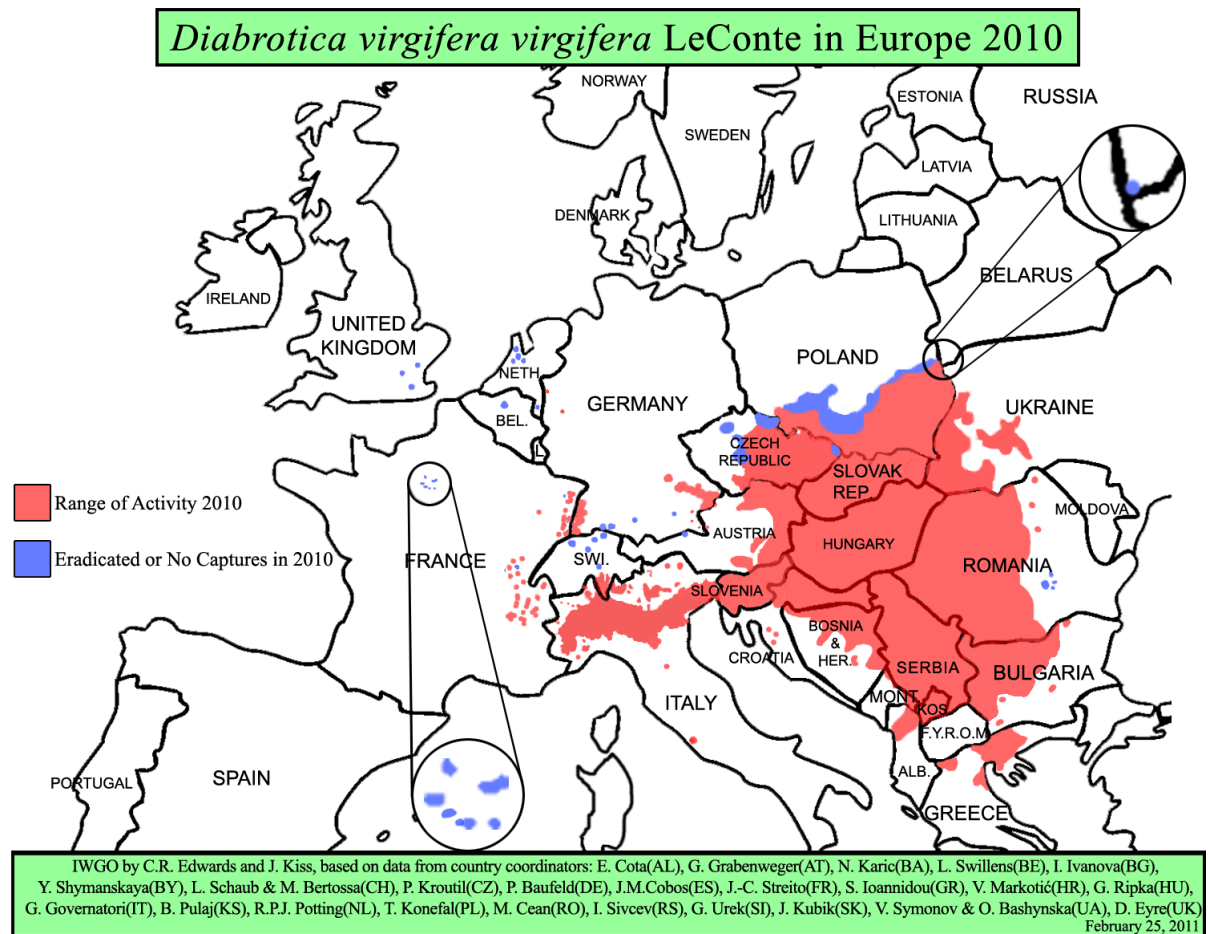 Diabrotica virgifera virgifera LeConte in Europe 2010
NORWAY
ESTONIA
RUSSIA
SWEDEN
LATVIA
DENMARK
LITHUANIA
IRELAND
BELARUS
UNITED
KINGDOM
POLAND
NETH.
GERMANY
UKRAINE
BEL.
L.
CZECH
REPUBLIC
SLOVAK
REP.
Range of Activity 2010
MOLDOVA
AUSTRIA
HUNGARY
Eradicated or No Captures in 2010
FRANCE
SWI.
ROMANIA
SLOVENIA
BOSNIA
&
HER.
CROATIA
SERBIA
BULGARIA
MONT.
ITALY
KOS.
F.Y.R.O.M.
PORTUGAL
SPAIN
ALB.
GREECE
IWGO by C.R. Edwards and J. Kiss, based on data from country coordinators: E. Cota(AL), G. Grabenweger(AT), N. Karic(BA), L. Swillens(BE), I. Ivanova(BG),
Y. Shymanskaya(BY), L. Schaub & M. Bertossa(CH), P. Kroutil(CZ), P. Baufeld(DE), J.M.Cobos(ES), J.-C. Streito(FR), S. Ioannidou(GR), V. Markotić(HR), G. Ripka(HU),
G. Governatori(IT), B. Pulaj(KS), R.P.J. Potting(NL), T. Konefal(PL), M. Cean(RO), I. Sivcev(RS), G. Urek(SI), J. Kubik(SK), V. Symonov & O. Bashynska(UA), D. Eyre(UK)
February 25, 2011